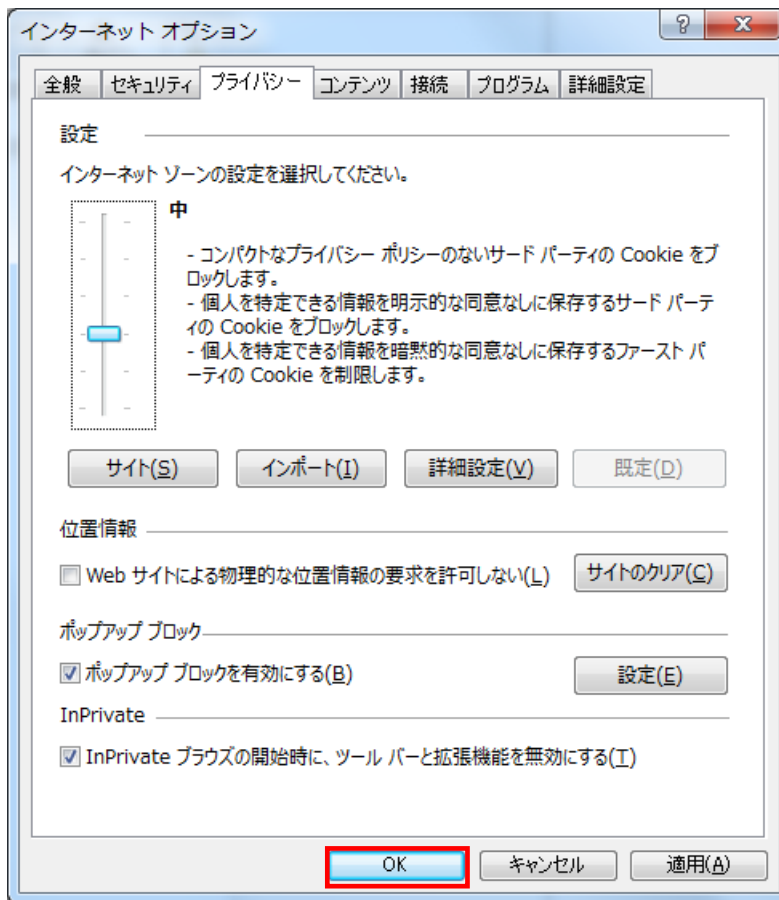 インターネット オプション
全般 セキュリティ プライバシー コンテンツ 接続 プログラム 詳細設定
設定
インターネット ゾーンの設定を選択してください。
中
- コンパクトなプライバシー ポリシーのないサード パーティの Cookie をブ
ロックします。
- 個人を特定できる情報を明示的な同意なしに保存するサード パーテ
ィの Cookie をブロックします。
- 個人を特定できる情報を暗黙的な同意なしに保存するファースト パ
ーティの Cookie を制限します。
サイト(S) インポート(I) 詳細設定(V) 既定(D)
位置情報
Web サイトによる物理的な位置情報の要求を許可しない(L) サイトのクリア(C)
ポップアップ ブロック
ポップアップ ブロックを有効にする(B) 設定(E)
InPrivate
InPrivate ブラウズの開始時に、ツール バーと拡張機能を無効にする(T)
OK キャンセル 適用(A)